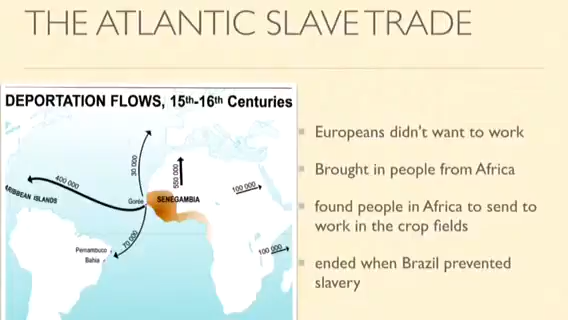 THE ATLANTIC SLAVE TRADE
DEPORTATION FLOWS, 15th-16th Centuries
400 000
30 000
550 000
100 000
CARIBBEAN ISLANDS
Gorée
SENEGAMBIA
70 000
Pernambuco
Bahia
100 000
Europeans didn't want to work
Brought in people from Africa
found people in Africa to send to
work in the crop fields
ended when Brazil prevented
slavery